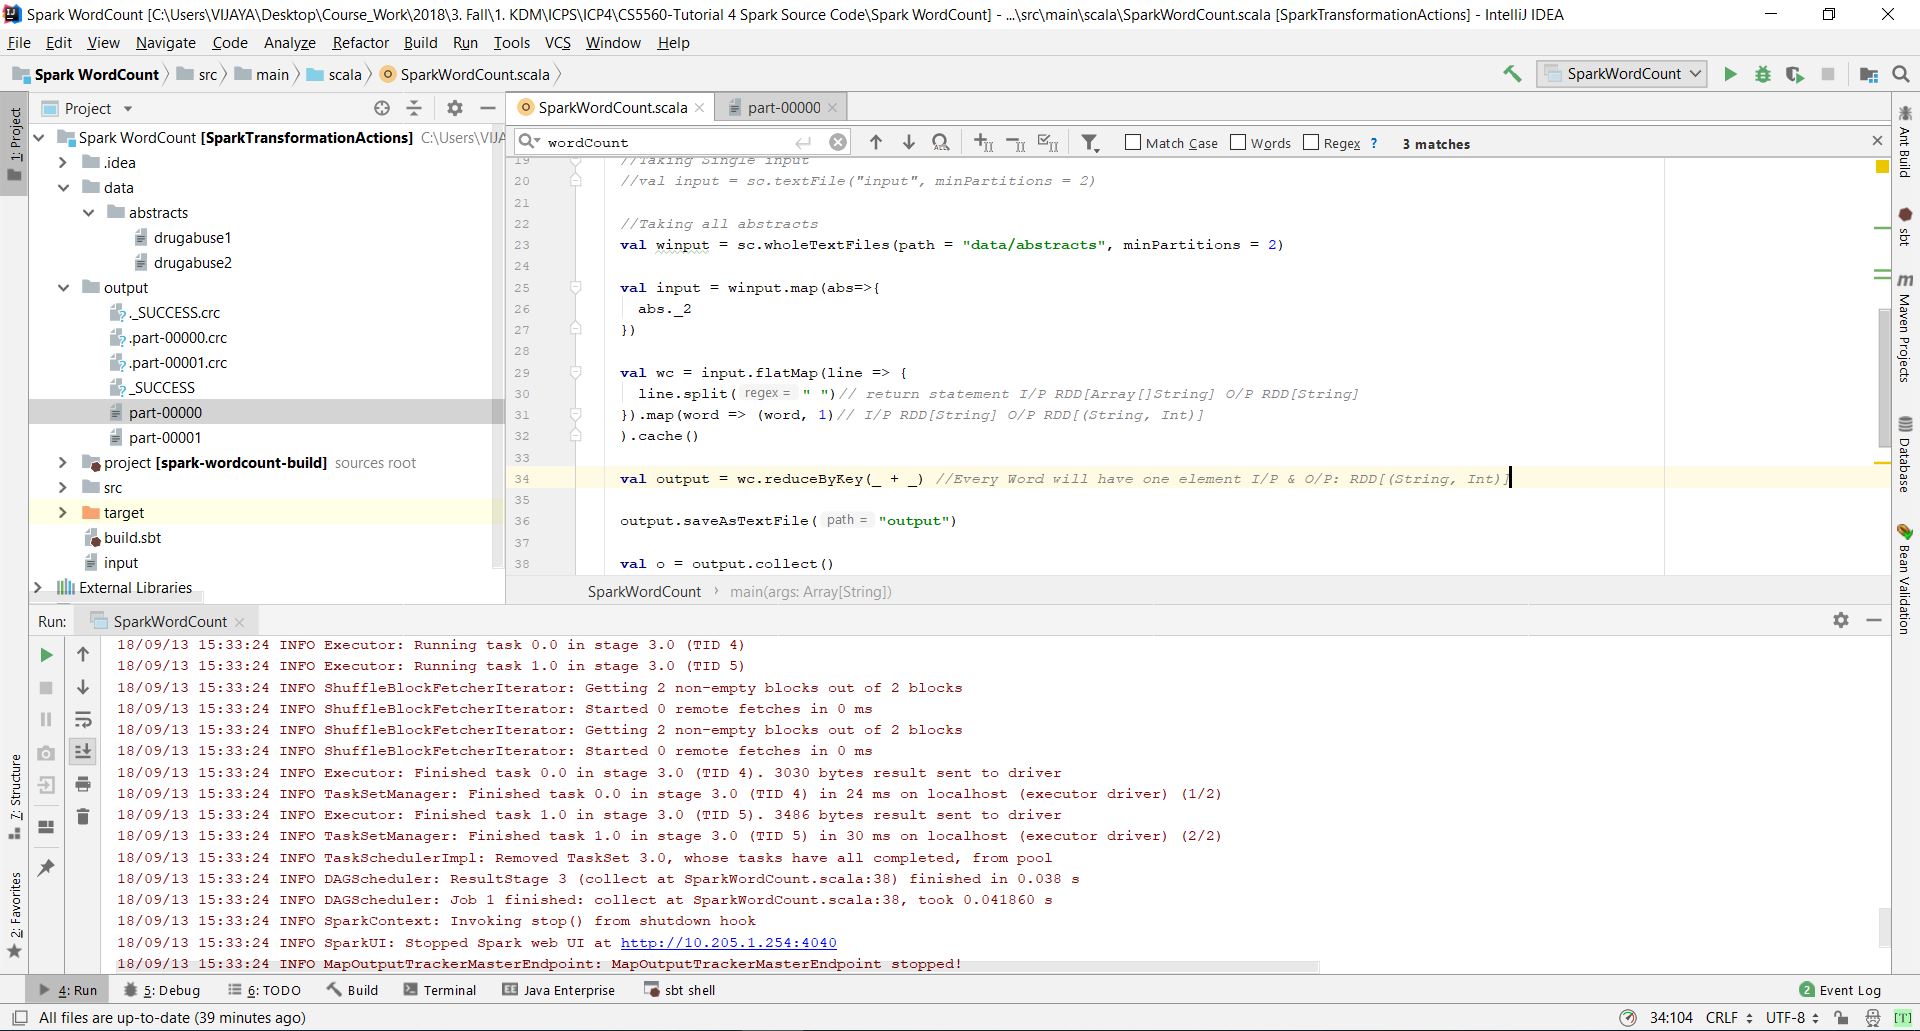 Spark WordCount [C:\Users\VIJAYA\Desktop\Course_Work\2018\3. Fall\1. KDM\ICPS\ICP4\CS5560-Tutorial 4 Spark Source Code\Spark WordCount] - ...\src\main\scala\SparkWordCount.scala [SparkTransformationActions] - IntelliJ IDEA
File Edit View Navigate Code Analyze Refactor Build Run Tools VCS Window Help
Spark WordCount src main scala SparkWordCount.scala SparkWordCount
1: Project
Project
Spark WordCount [SparkTransformationActions] C:\Users\VIJA
.idea
data
abstracts
drugabuse1
drugabuse2
output
._SUCCESS.crc
.part-00000.crc
.part-00001.crc
_SUCCESS
part-00000
part-00001
project [spark-wordcount-build] sources root
src
target
build.sbt
input
External Libraries
SparkWordCount.scala part-00000
wordCount Match Case Words Regex ? 3 matches
19 //Taking Single input
20 //val input = sc.textFile("input", minPartitions = 2)
21
22 //Taking all abstracts
23 val winput = sc.wholeTextFiles(path = "data/abstracts", minPartitions = 2)
24
25 val input = winput.map(abs=>{
26 abs._2
27 })
28
29 val wc = input.flatMap(line => {
30 line.split( regex = " ")// return statement I/P RDD[Array[]String] O/P RDD[String]
31 }).map(word => (word, 1)// I/P RDD[String] O/P RDD[(String, Int)]
32 ).cache()
33
34 val output = wc.reduceByKey(_ + _) //Every Word will have one element I/P & O/P: RDD[(String, Int)]
35
36 output.saveAsTextFile( path = "output")
37
38 val o = output.collect()
SparkWordCount main(args: Array[String])
Ant Build
sbt
Maven Projects
Database
Bean Validation
Run: SparkWordCount
18/09/13 15:33:24 INFO Executor: Running task 0.0 in stage 3.0 (TID 4)
18/09/13 15:33:24 INFO Executor: Running task 1.0 in stage 3.0 (TID 5)
18/09/13 15:33:24 INFO ShuffleBlockFetcherIterator: Getting 2 non-empty blocks out of 2 blocks
18/09/13 15:33:24 INFO ShuffleBlockFetcherIterator: Started 0 remote fetches in 0 ms
18/09/13 15:33:24 INFO ShuffleBlockFetcherIterator: Getting 2 non-empty blocks out of 2 blocks
18/09/13 15:33:24 INFO ShuffleBlockFetcherIterator: Started 0 remote fetches in 0 ms
18/09/13 15:33:24 INFO Executor: Finished task 0.0 in stage 3.0 (TID 4). 3030 bytes result sent to driver
18/09/13 15:33:24 INFO TaskSetManager: Finished task 0.0 in stage 3.0 (TID 4) in 24 ms on localhost (executor driver) (1/2)
18/09/13 15:33:24 INFO Executor: Finished task 1.0 in stage 3.0 (TID 5). 3486 bytes result sent to driver
18/09/13 15:33:24 INFO TaskSetManager: Finished task 1.0 in stage 3.0 (TID 5) in 30 ms on localhost (executor driver) (2/2)
18/09/13 15:33:24 INFO TaskSchedulerImpl: Removed TaskSet 3.0, whose tasks have all completed, from pool
18/09/13 15:33:24 INFO DAGScheduler: ResultStage 3 (collect at SparkWordCount.scala:38) finished in 0.038 s
18/09/13 15:33:24 INFO DAGScheduler: Job 1 finished: collect at SparkWordCount.scala:38, took 0.041860 s
18/09/13 15:33:24 INFO SparkContext: Invoking stop() from shutdown hook
18/09/13 15:33:24 INFO SparkUI: Stopped Spark web UI at http://10.205.1.254:4040
18/09/13 15:33:24 INFO MapOutputTrackerMasterEndpoint: MapOutputTrackerMasterEndpoint stopped!
7: Structure
2: Favorites
4: Run 5: Debug 6: TODO Build Terminal Java Enterprise sbt shell 2 Event Log
All files are up-to-date (39 minutes ago) 34:104 CRLF UTF-8 [T]